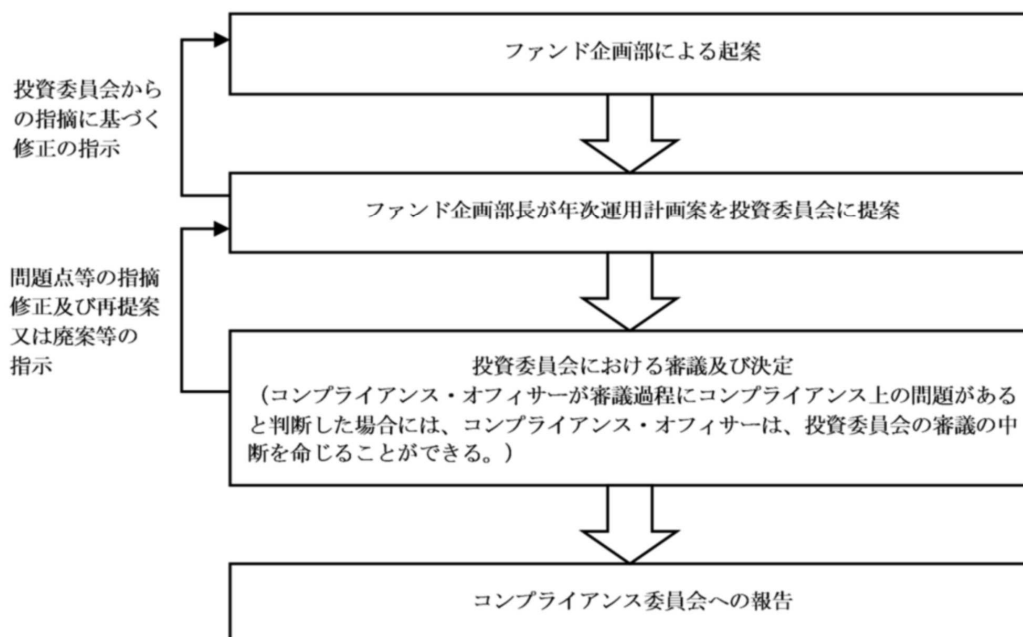 ファンド企画部による起案
投資委員会から
の指摘に基づく
修正の指示
ファンド企画部長が年次運用計画案を投資委員会に提案
問題点等の指摘
修正及び再提案
又は廃案等の
指示
投資委員会における審議及び決定
（コンプライアンス・オフィサーが審議過程にコンプライアンス上の問題がある
と判断した場合には、コンプライアンス・オフィサーは、投資委員会の審議の中
断を命じることができる。）
コンプライアンス委員会への報告